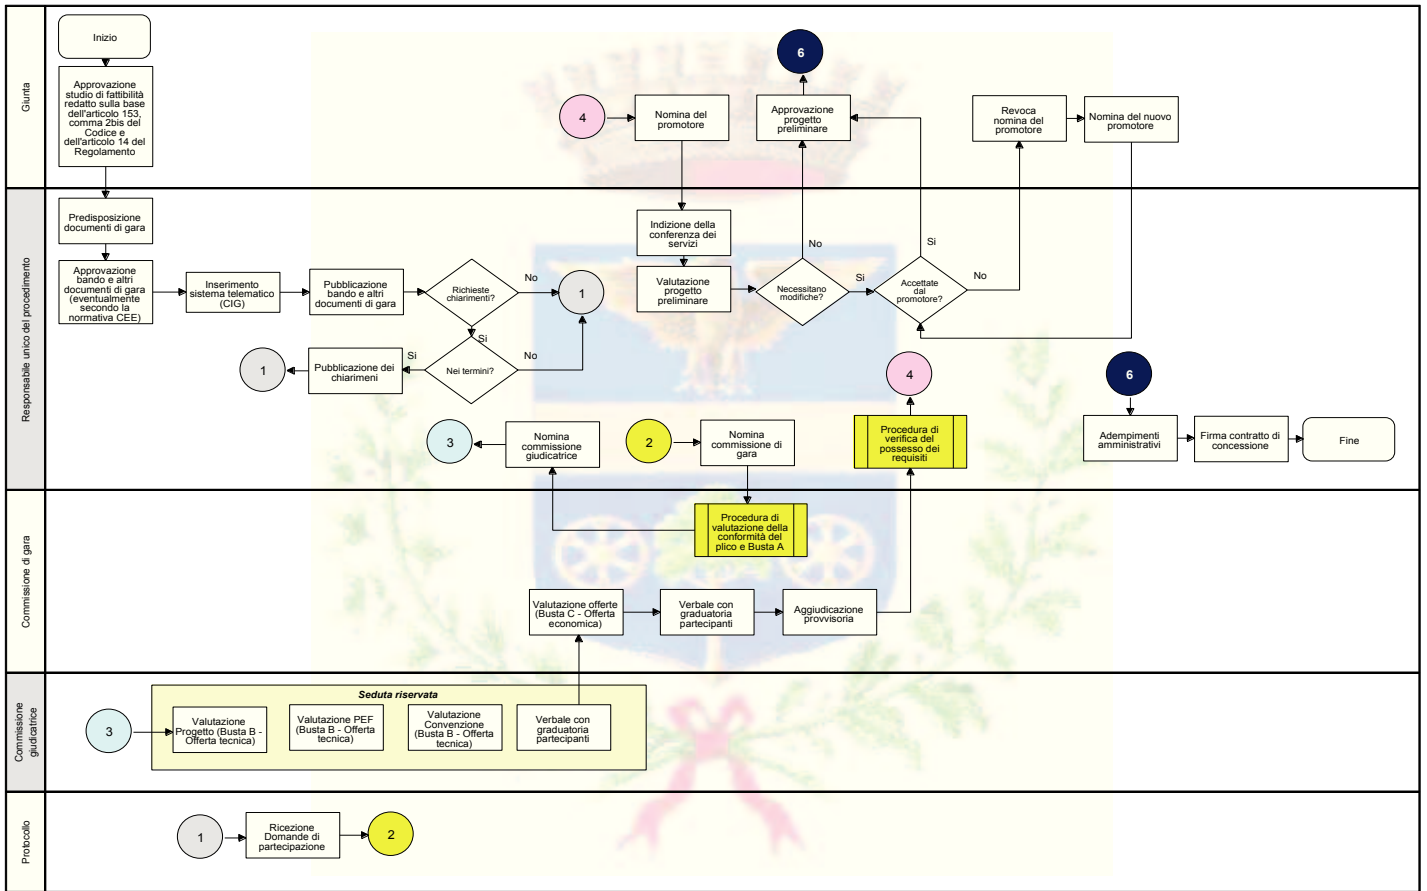 Giunta
Inizio
Approvazione
studio di fattibilità
redatto sulla base
dell'articolo 153,
comma 2bis del
Codice e
dell'articolo 14 del
Regolamento
4
Nomina del
promotore
6
Approvazione
progetto
preliminare
Revoca
nomina del
promotore
Nomina del nuovo
promotore
Responsabile unico del procedimento
Predisposizione
documenti di gara
Approvazione
bando e altri
documenti di gara
(eventualmente
secondo la
normativa CEE)
Inserimento
sistema telematico
(CIG)
Pubblicazione
bando e altri
documenti di gara
Richieste
chiarimenti?
No
1
Si
Nei termini?
No
Si
Pubblicazione dei
chiarimeni
1
Indizione della
conferenza dei
servizi
Valutazione
progetto
preliminare
Necessitano
modifiche?
No
Si
Accettate
dal
promotore?
Si
No
3
Nomina
commissione
giudicatrice
2
Nomina
commissione di
gara
4
Procedura di
verifica del
possesso dei
requisiti
6
Adempimenti
amministrativi
Firma contratto di
concessione
Fine
Commissione di gara
Procedura di
valutazione della
conformità del
plico e Busta A
Valutazione offerte
(Busta C - Offerta
economica)
Verbale con
graduatoria
partecipanti
Aggiudicazione
provvisoria
Commissione
giudicatrice
3
Seduta riservata
Valutazione
Progetto (Busta B -
Offerta tecnica)
Valutazione PEF
(Busta B - Offerta
tecnica)
Valutazione
Convenzione
(Busta B - Offerta
tecnica)
Verbale con
graduatoria
partecipanti
Protocollo
1
Ricezione
Domande di
partecipazione
2